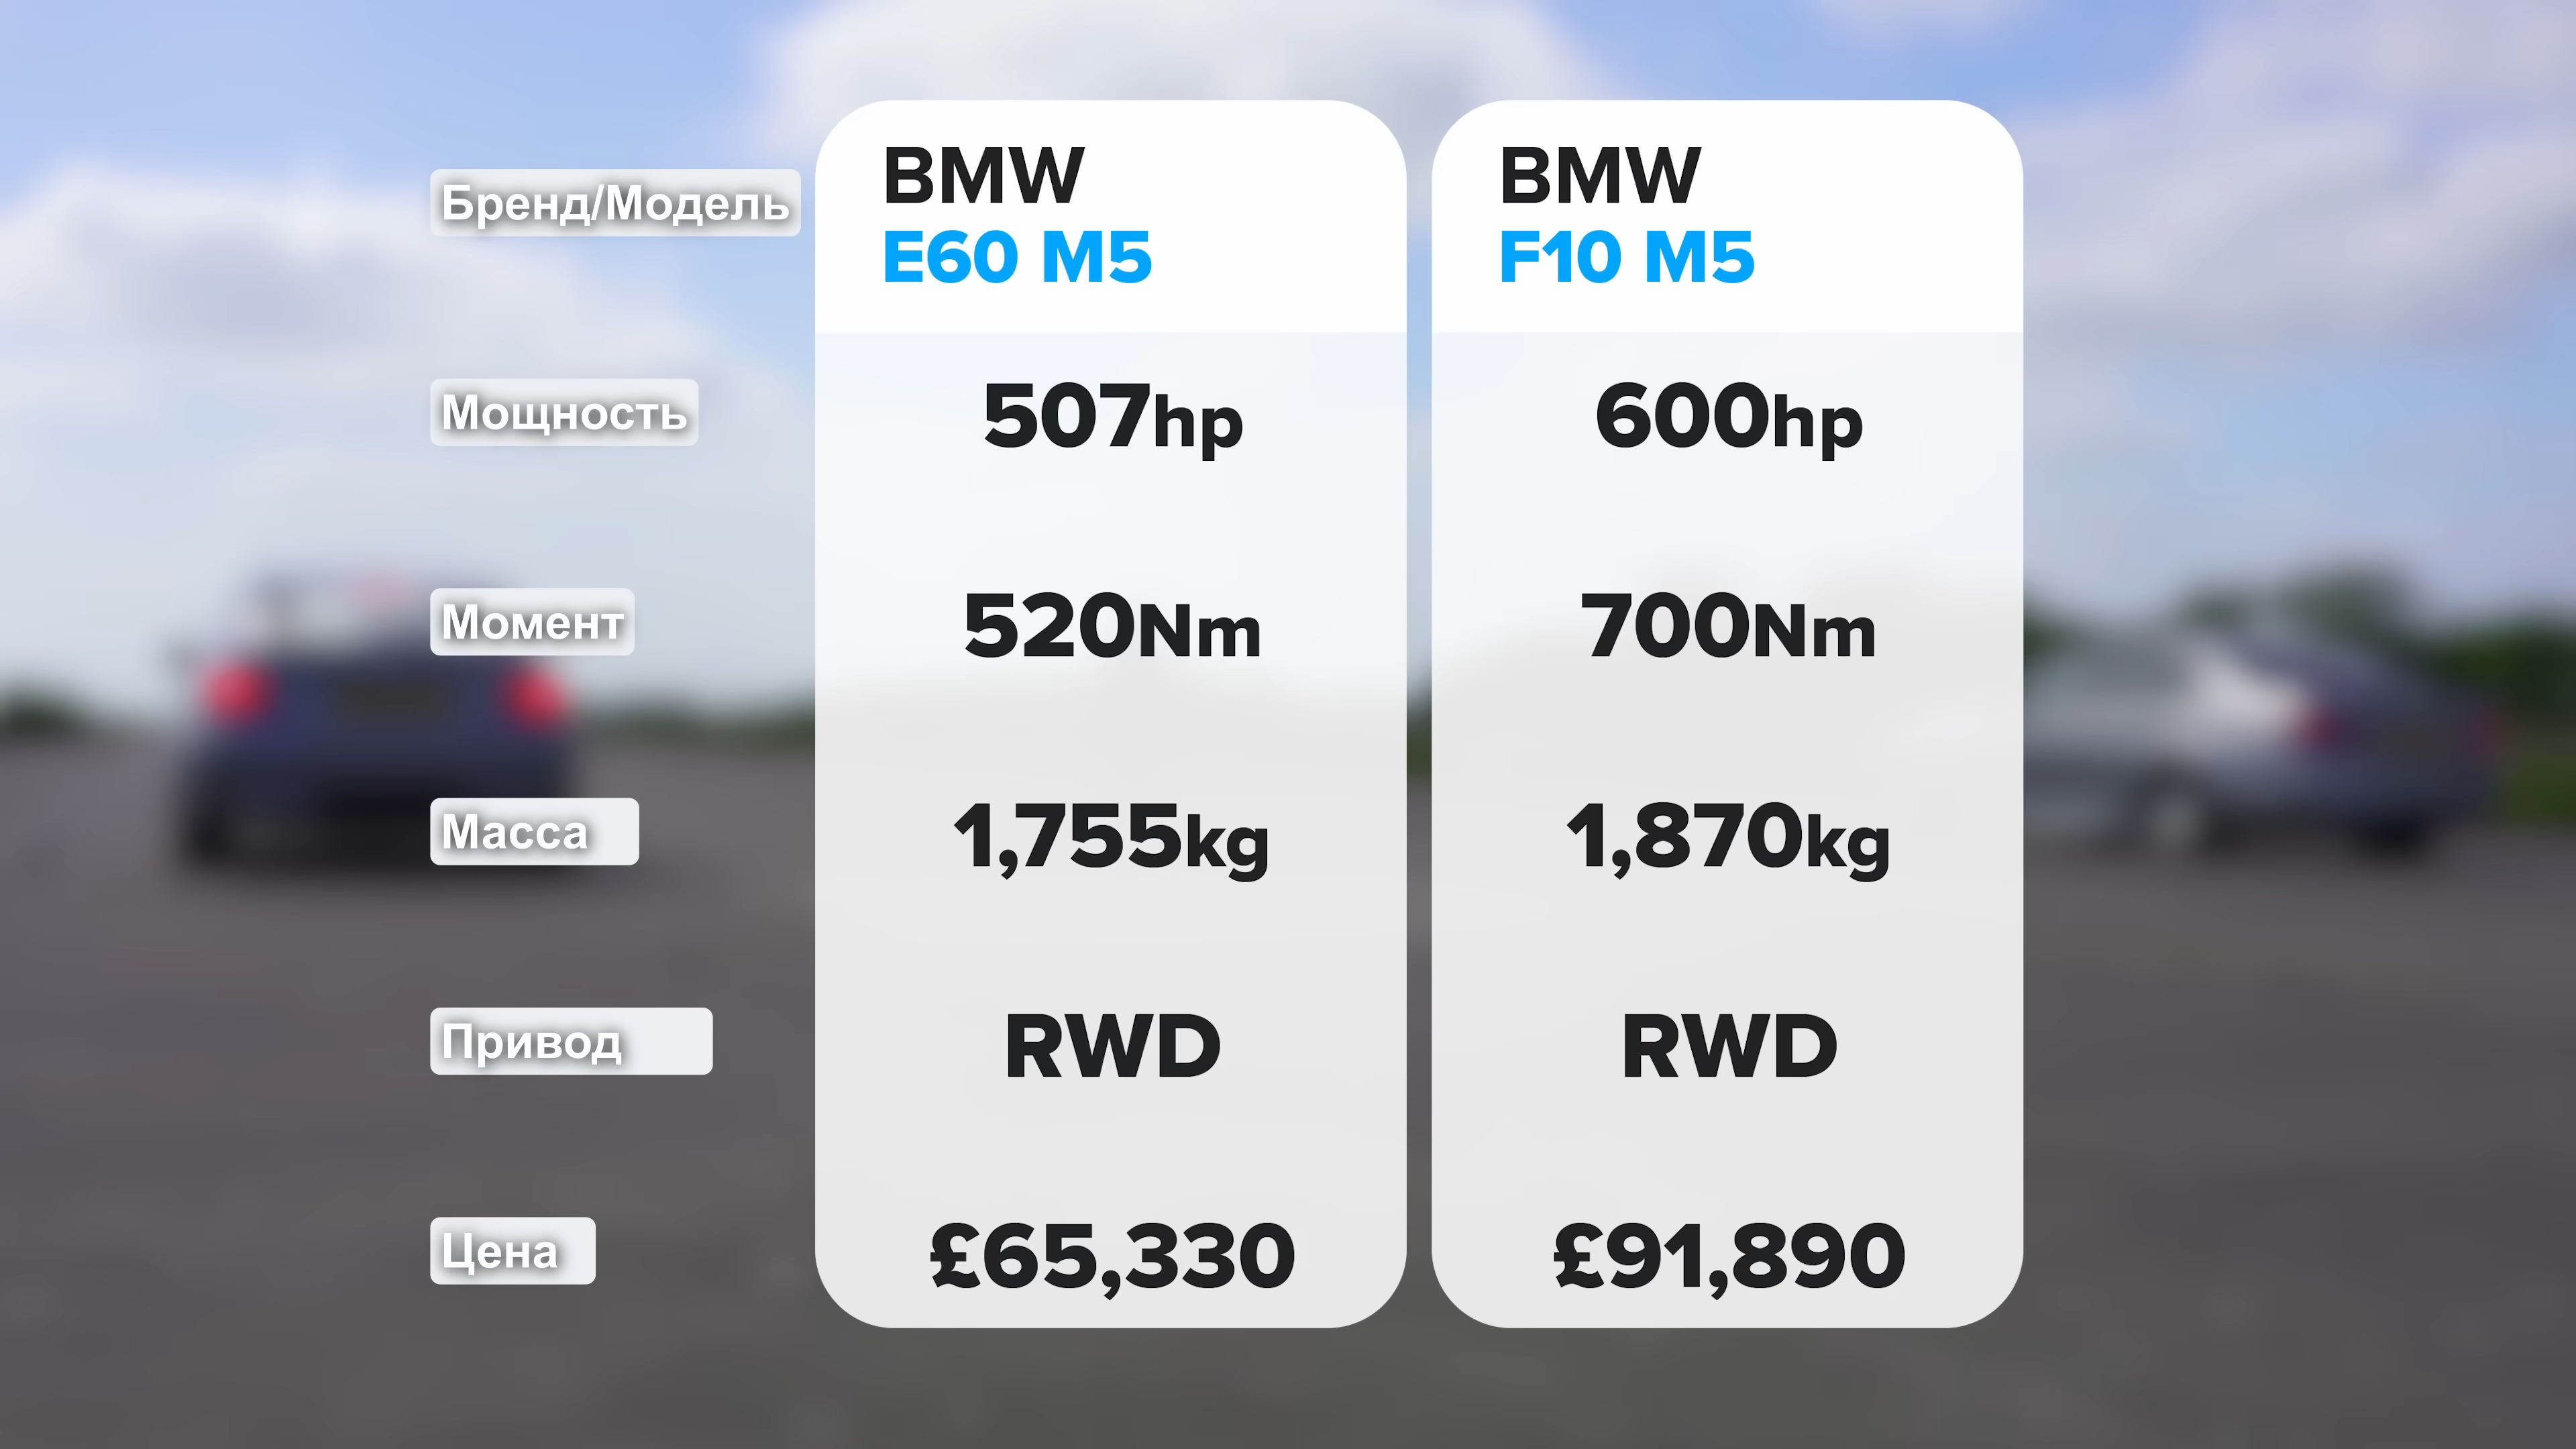 Бренд/Модель
BMW
E60 M5
BMW
F10 M5
Мощность
507hp
600hp
Момент
520Nm
700Nm
Масса
1,755kg
1,870kg
Привод
RWD
RWD
Цена
£65,330
£91,890